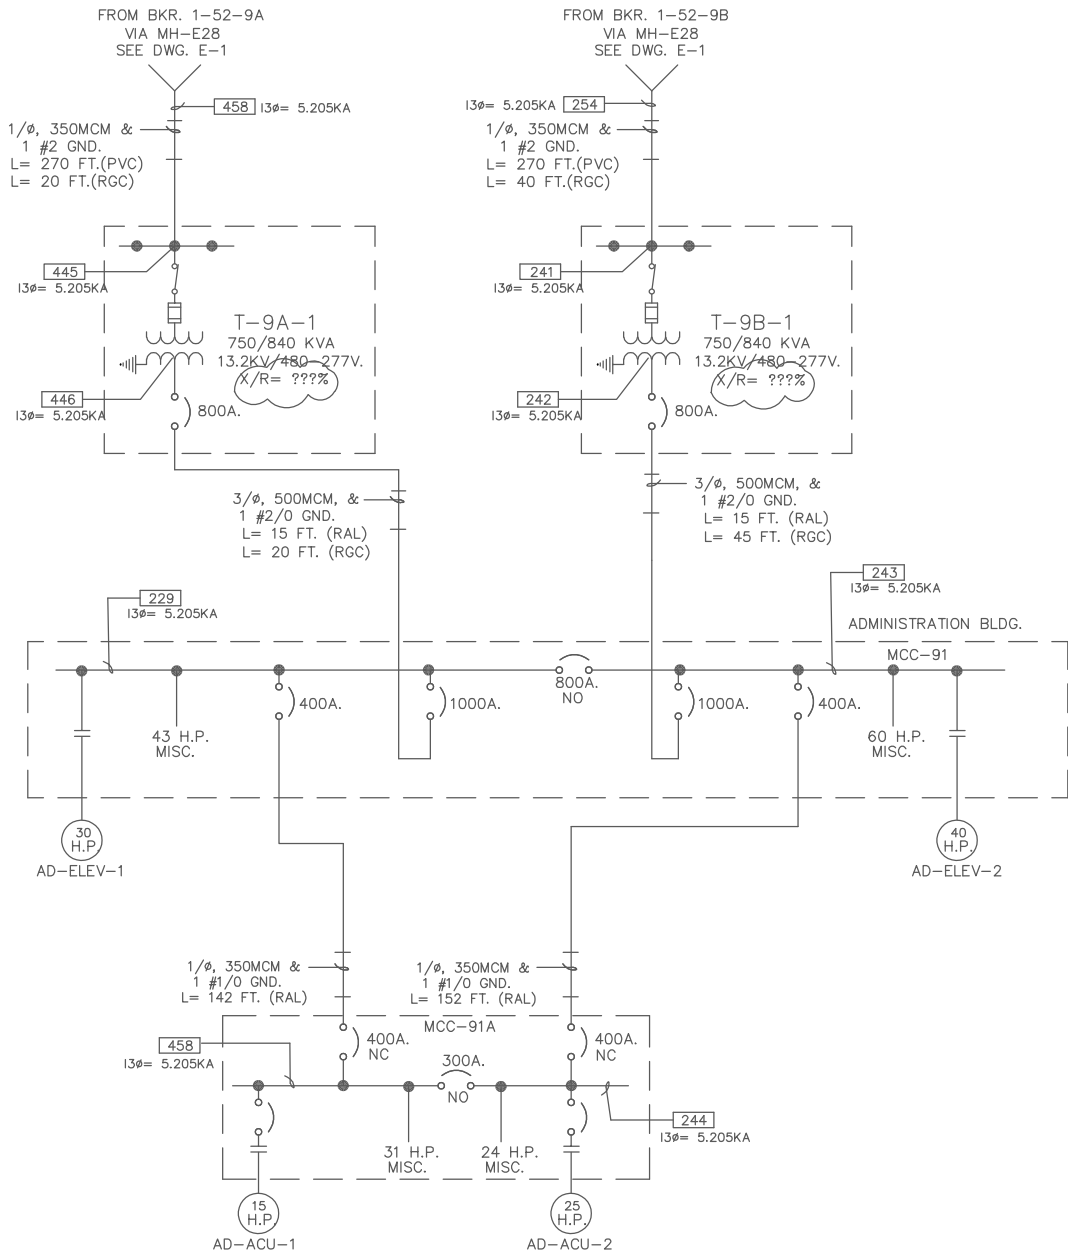 FROM BKR. 1-52-9A
VIA MH-E28
SEE DWG. E-1
FROM BKR. 1-52-9B
VIA MH-E28
SEE DWG. E-1
458
I3ø= 5.205KA
I3ø= 5.205KA
254
1/ø, 350MCM &
1 #2 GND.
L= 270 FT.(PVC)
L= 20 FT.(RGC)
1/ø, 350MCM &
1 #2 GND.
L= 270 FT.(PVC)
L= 40 FT.(RGC)
445
I3ø= 5.205KA
241
I3ø= 5.205KA
T-9A-1
750/840 KVA
13.2KV/480-277V.
X/R= ???%
T-9B-1
750/840 KVA
13.2KV/480-277V.
X/R= ???%
446
I3ø= 5.205KA
800A.
242
I3ø= 5.205KA
800A.
3/ø, 500MCM, &
1 #2/0 GND.
L= 15 FT. (RAL)
L= 20 FT. (RGC)
3/ø, 500MCM, &
1 #2/0 GND.
L= 15 FT. (RAL)
L= 45 FT. (RGC)
229
I3ø= 5.205KA
243
I3ø= 5.205KA
ADMINISTRATION BLDG.
MCC-91
43 H.P.
MISC.
400A.
1000A.
800A.
NO
1000A.
400A.
60 H.P.
MISC.
30
H.P.
AD-ELEV-1
40
H.P.
AD-ELEV-2
1/ø, 350MCM &
1 #1/0 GND.
L= 142 FT. (RAL)
1/ø, 350MCM &
1 #1/0 GND.
L= 152 FT. (RAL)
MCC-91A
458
I3ø= 5.205KA
400A.
NC
300A.
NO
400A.
NC
31 H.P.
MISC.
24 H.P.
MISC.
244
I3ø= 5.205KA
15
H.P.
AD-ACU-1
25
H.P.
AD-ACU-2